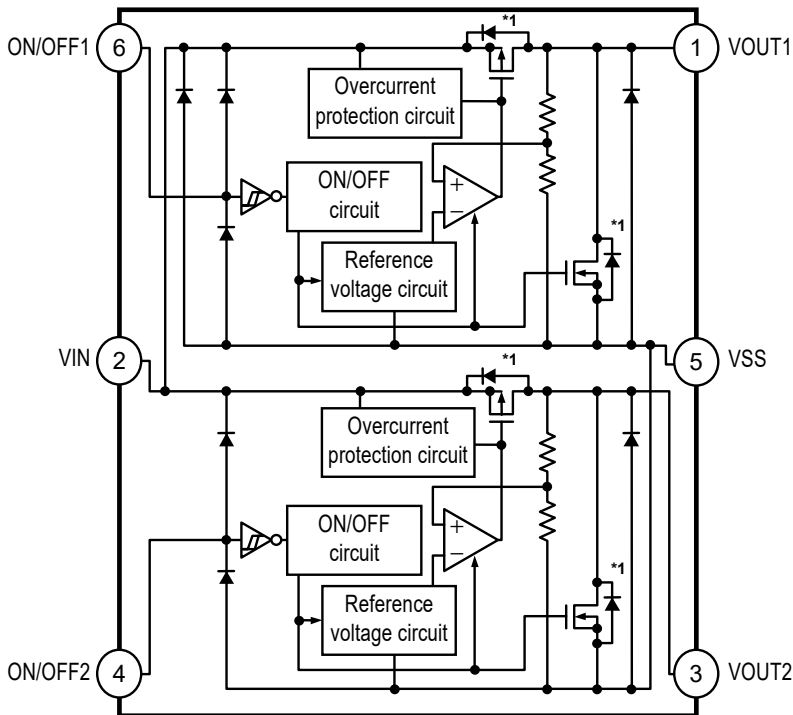 *1
ON/OFF1 6
1 VOUT1
Overcurrent
protection circuit
ON/OFF
circuit
+
−
*1
Reference
voltage circuit
VIN 2
5 VSS
*1
Overcurrent
protection circuit
ON/OFF
circuit
+
−
*1
Reference
voltage circuit
ON/OFF2 4
3 VOUT2